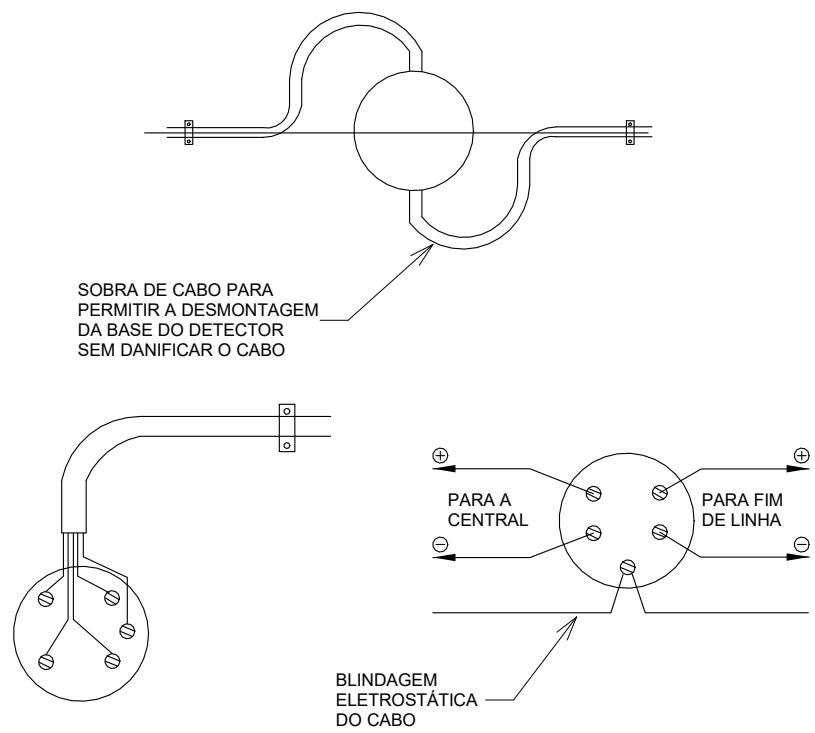 SOBRA DE CABO PARA
PERMITIR A DESMONTAGEM
DA BASE DO DETECTOR
SEM DANIFICAR O CABO
+ +
PARA A PARA FIM
CENTRAL DE LINHA
- -
BLINDAGEM
ELETROSTÁTICA
DO CABO